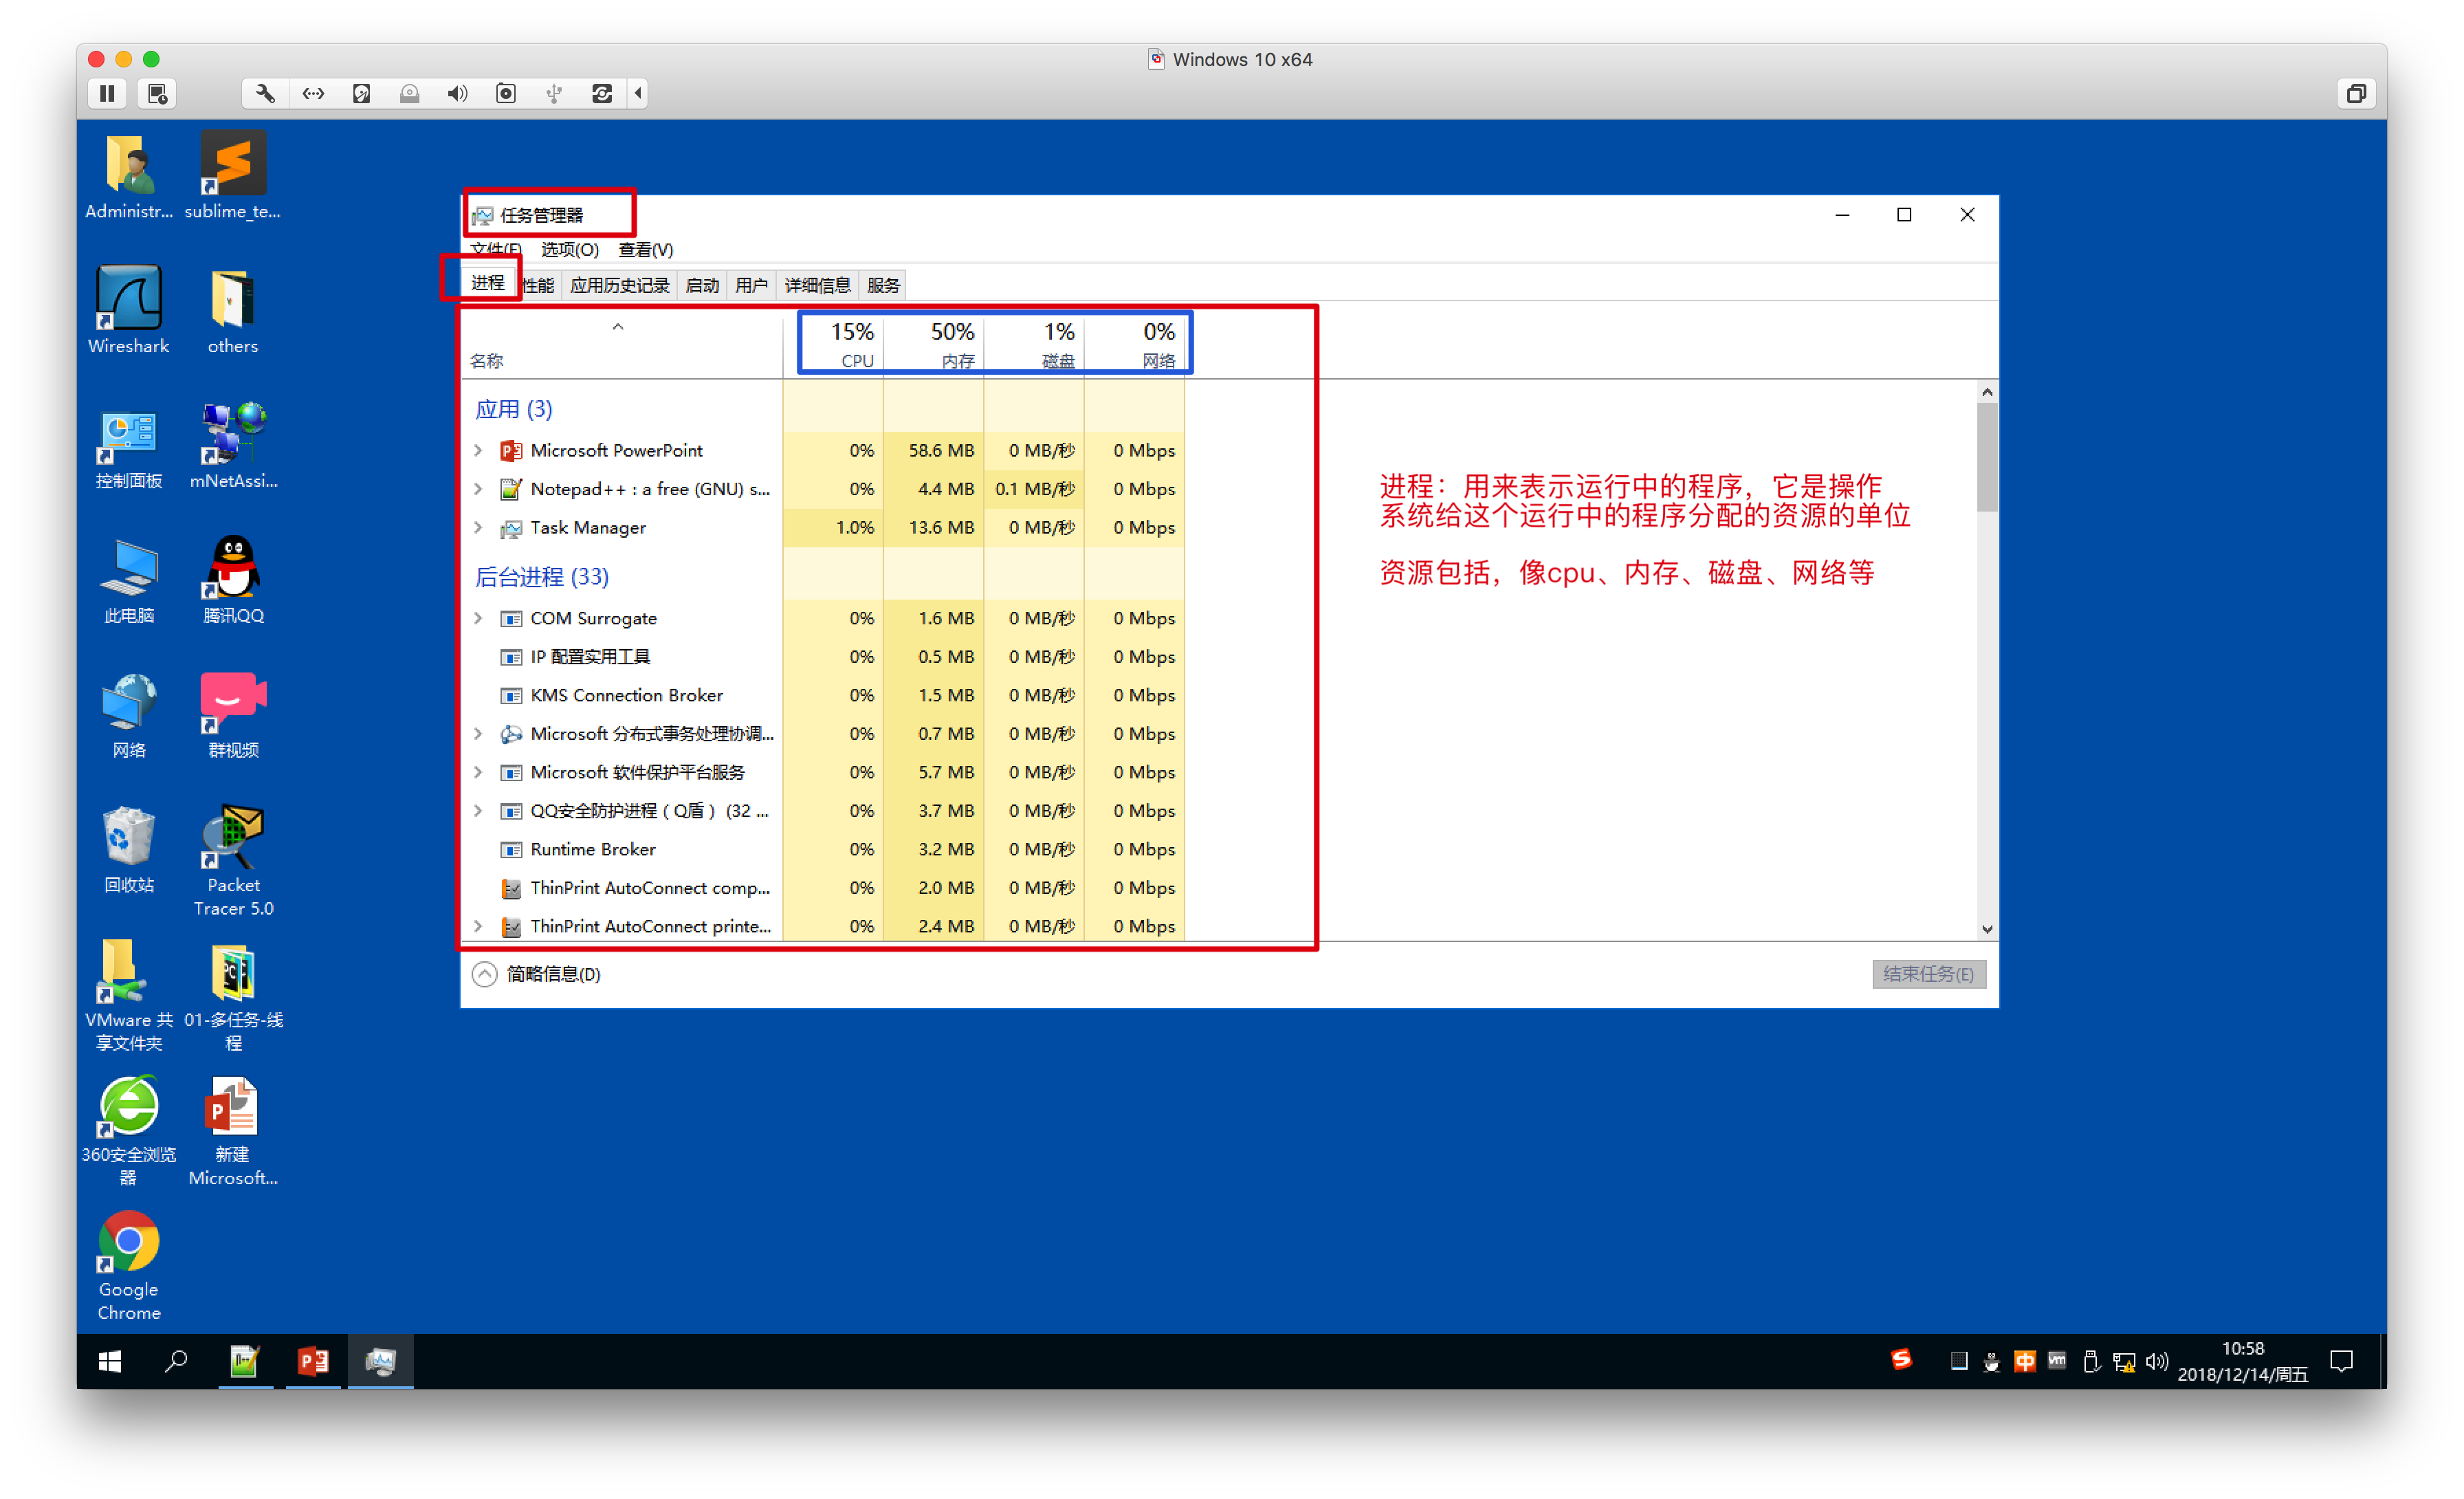 Windows 10 x64
Administr...
sublime_te...
Wireshark
others
控制面板
mNetAssi...
此电脑
腾讯QQ
网络
群视频
回收站
Packet
Tracer 5.0
VMware 共
享文件夹
01-多任务-线
程
360安全浏览
器
新建
Microsoft...
Google
Chrome
任务管理器
文件(F) 选项(O) 查看(V)
进程 性能 应用历史记录 启动 用户 详细信息 服务
15% 50% 1% 0%
名称 CPU 内存 磁盘 网络
应用 (3)
Microsoft PowerPoint 0% 58.6 MB 0 MB/秒 0 Mbps
Notepad++ : a free (GNU) s... 0% 4.4 MB 0.1 MB/秒 0 Mbps
Task Manager 1.0% 13.6 MB 0 MB/秒 0 Mbps
后台进程 (33)
COM Surrogate 0% 1.6 MB 0 MB/秒 0 Mbps
IP 配置实用工具 0% 0.5 MB 0 MB/秒 0 Mbps
KMS Connection Broker 0% 1.5 MB 0 MB/秒 0 Mbps
Microsoft 分布式事务处理协调... 0% 0.7 MB 0 MB/秒 0 Mbps
Microsoft 软件保护平台服务 0% 5.7 MB 0 MB/秒 0 Mbps
QQ安全防护进程（Q盾） (32 ... 0% 3.7 MB 0 MB/秒 0 Mbps
Runtime Broker 0% 3.2 MB 0 MB/秒 0 Mbps
ThinPrint AutoConnect comp... 0% 2.0 MB 0 MB/秒 0 Mbps
ThinPrint AutoConnect printe... 0% 2.4 MB 0 MB/秒 0 Mbps
进程：用来表示运行中的程序，它是操作
系统给这个运行中的程序分配的资源的单位
资源包括，像cpu、内存、磁盘、网络等
简略信息(D)
结束任务(E)
中
vm
10:58
2018/12/14/周五